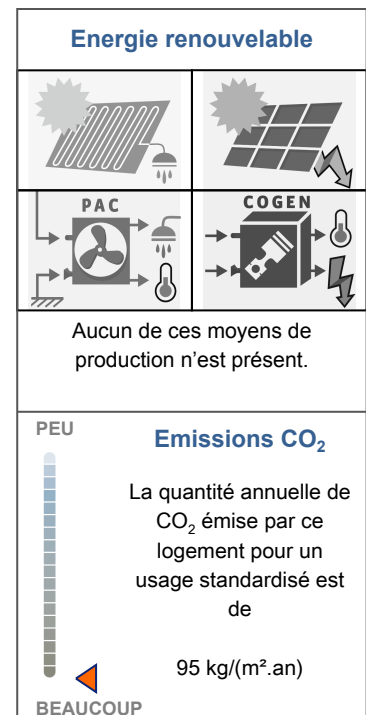 Energie renouvelable
PAC
COGEN
Aucun de ces moyens de
production n'est présent.
PEU
Emissions CO₂
La quantité annuelle de
CO₂ émise par ce
logement pour un
usage standardisé est
de
95 kg/(m².an)
BEAUCOUP